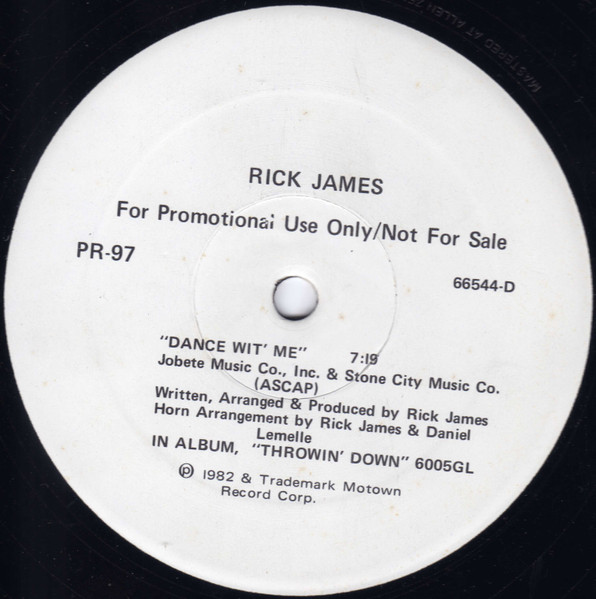 MASTERED AT ALLEN
RICK JAMES
For Promotional Use Only/Not For Sale
PR-97
66544-D
"DANCE WIT' ME" 7:19
Jobete Music Co., Inc. & Stone City Music Co.
(ASCAP)
Written, Arranged & Produced by Rick James
Horn Arrangement by Rick James & Daniel
Lemelle
IN ALBUM, "THROWIN' DOWN" 6005GL
℗ 1982 & Trademark Motown
Record Corp.